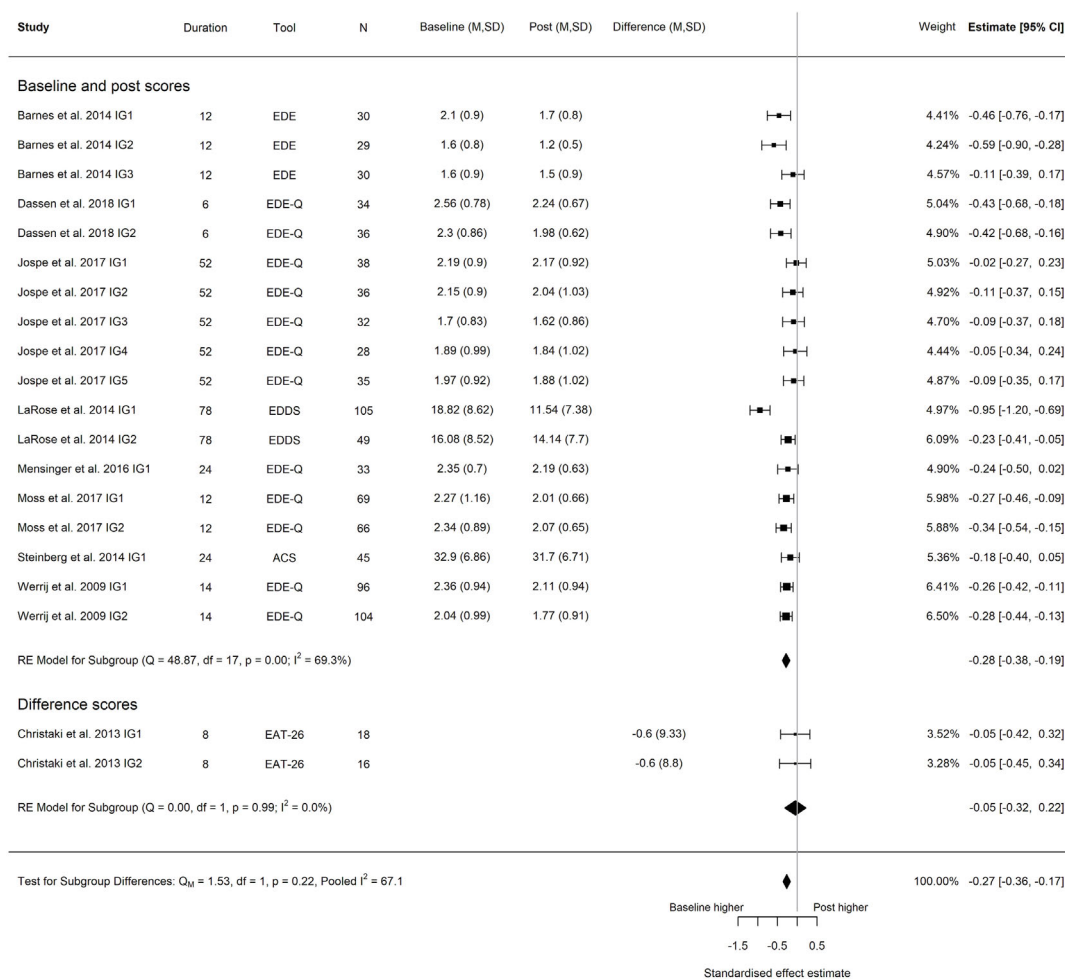 Study Duration Tool N Baseline (M,SD) Post (M,SD) Difference (M,SD) Weight Estimate [95% CI]
Baseline and post scores
Barnes et al. 2014 IG1 12 EDE 30 2.1 (0.9) 1.7 (0.8) 4.41% -0.46 [-0.76, -0.17]
Barnes et al. 2014 IG2 12 EDE 29 1.6 (0.8) 1.2 (0.5) 4.24% -0.59 [-0.90, -0.28]
Barnes et al. 2014 IG3 12 EDE 30 1.6 (0.9) 1.5 (0.9) 4.57% -0.11 [-0.39, 0.17]
Dassen et al. 2018 IG1 6 EDE-Q 34 2.56 (0.78) 2.24 (0.67) 5.04% -0.43 [-0.68, -0.18]
Dassen et al. 2018 IG2 6 EDE-Q 36 2.3 (0.86) 1.98 (0.62) 4.90% -0.42 [-0.68, -0.16]
Jospe et al. 2017 IG1 52 EDE-Q 38 2.19 (0.9) 2.17 (0.92) 5.03% -0.02 [-0.27, 0.23]
Jospe et al. 2017 IG2 52 EDE-Q 36 2.15 (0.9) 2.04 (1.03) 4.92% -0.11 [-0.37, 0.15]
Jospe et al. 2017 IG3 52 EDE-Q 32 1.7 (0.83) 1.62 (0.86) 4.70% -0.09 [-0.37, 0.18]
Jospe et al. 2017 IG4 52 EDE-Q 28 1.89 (0.99) 1.84 (1.02) 4.44% -0.05 [-0.34, 0.24]
Jospe et al. 2017 IG5 52 EDE-Q 35 1.97 (0.92) 1.88 (1.02) 4.87% -0.09 [-0.35, 0.17]
LaRose et al. 2014 IG1 78 EDDS 105 18.82 (8.62) 11.54 (7.38) 4.97% -0.95 [-1.20, -0.69]
LaRose et al. 2014 IG2 78 EDDS 49 16.08 (8.52) 14.14 (7.7) 6.09% -0.23 [-0.41, -0.05]
Mensinger et al. 2016 IG1 24 EDE-Q 33 2.35 (0.7) 2.19 (0.63) 4.90% -0.24 [-0.50, 0.02]
Moss et al. 2017 IG1 12 EDE-Q 69 2.27 (1.16) 2.01 (0.66) 5.98% -0.27 [-0.46, -0.09]
Moss et al. 2017 IG2 12 EDE-Q 66 2.34 (0.89) 2.07 (0.65) 5.88% -0.34 [-0.54, -0.15]
Steinberg et al. 2014 IG1 24 ACS 45 32.9 (6.86) 31.7 (6.71) 5.36% -0.18 [-0.40, 0.05]
Werrij et al. 2009 IG1 14 EDE-Q 96 2.36 (0.94) 2.11 (0.94) 6.41% -0.26 [-0.42, -0.11]
Werrij et al. 2009 IG2 14 EDE-Q 104 2.04 (0.99) 1.77 (0.91) 6.50% -0.28 [-0.44, -0.13]
RE Model for Subgroup (Q = 48.87, df = 17, p = 0.00; I² = 69.3%) -0.28 [-0.38, -0.19]
Difference scores
Christaki et al. 2013 IG1 8 EAT-26 18 -0.6 (9.33) 3.52% -0.05 [-0.42, 0.32]
Christaki et al. 2013 IG2 8 EAT-26 16 -0.6 (8.8) 3.28% -0.05 [-0.45, 0.34]
RE Model for Subgroup (Q = 0.00, df = 1, p = 0.99; I² = 0.0%) -0.05 [-0.32, 0.22]
Test for Subgroup Differences: Q_M = 1.53, df = 1, p = 0.22, Pooled I² = 67.1 100.00% -0.27 [-0.36, -0.17]
Baseline higher Post higher
-1.5 -0.5 0.5
Standardised effect estimate